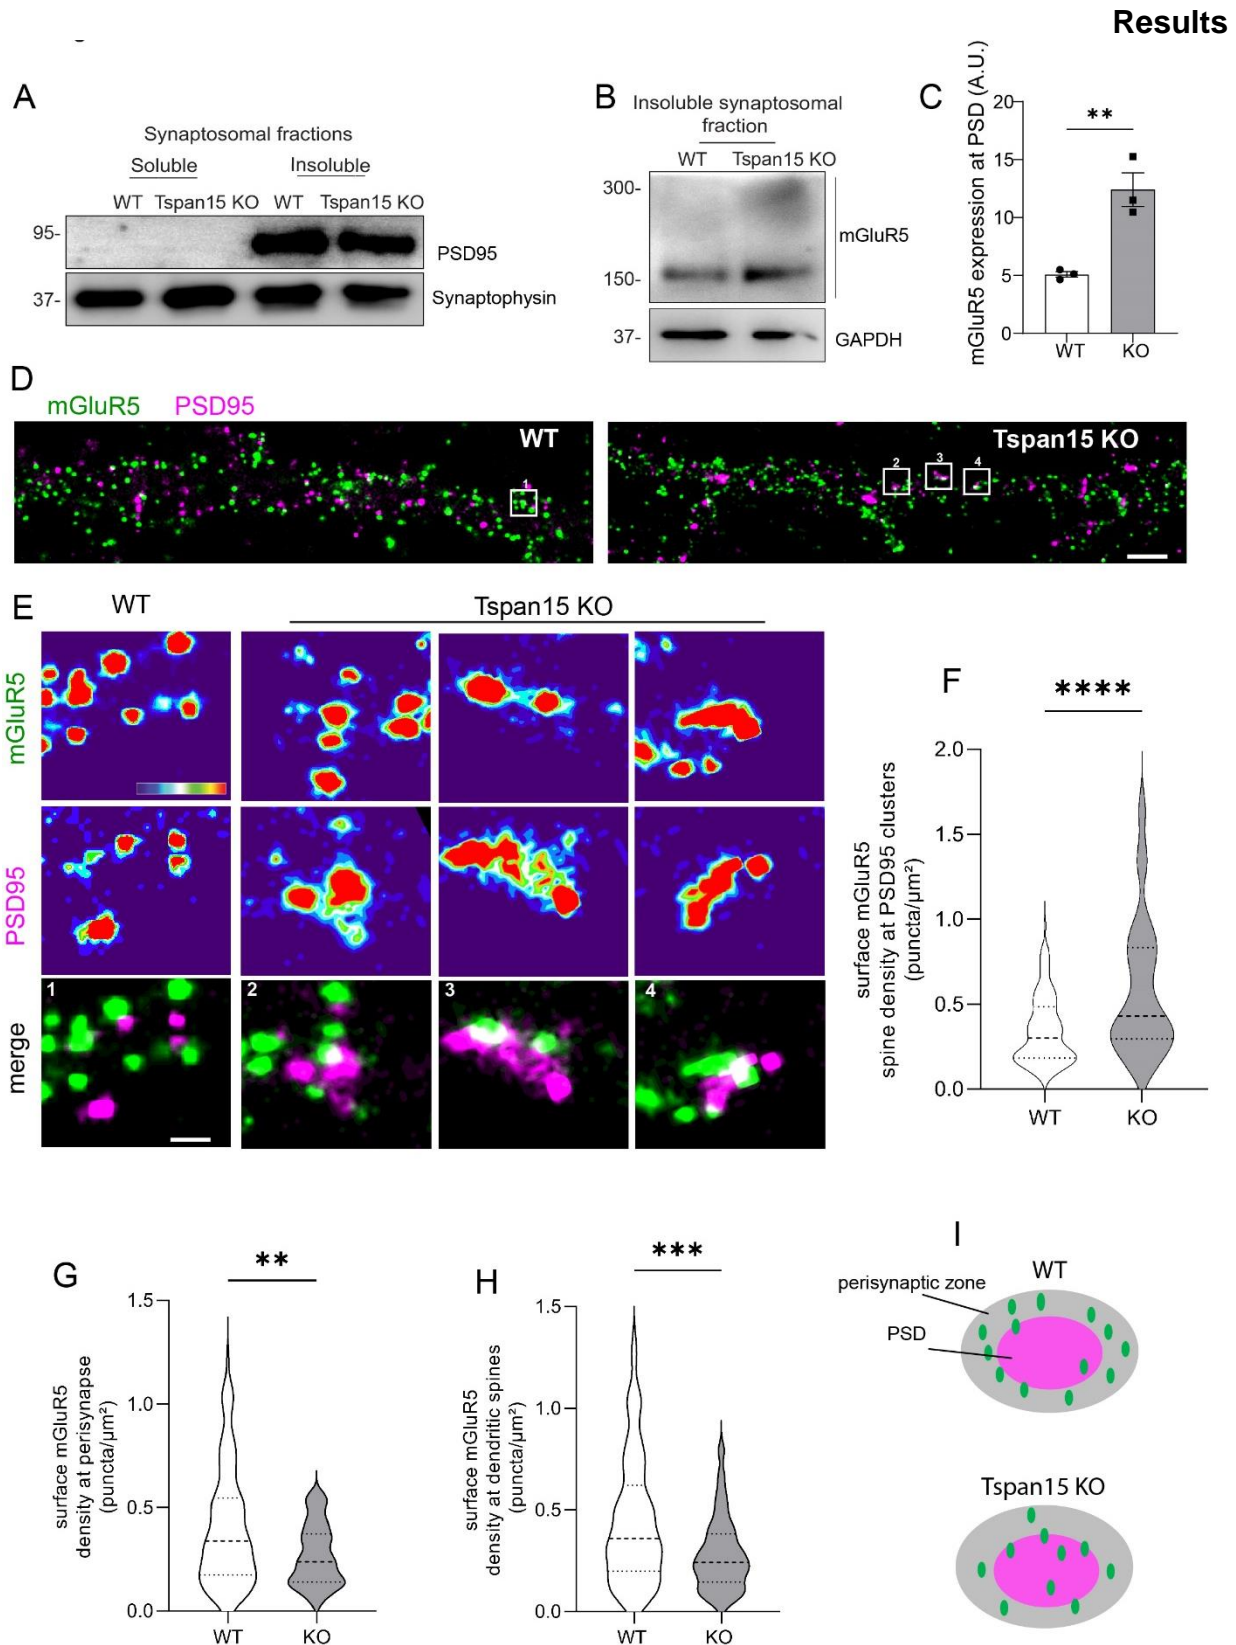 Results
A
Synaptosomal fractions
Soluble Insoluble
WT Tspan15 KO WT Tspan15 KO
95-
PSD95
37-
Synaptophysin
B
Insoluble synaptosomal
fraction
WT Tspan15 KO
300-
mGluR5
150-
37-
GAPDH
C
mGluR5 expression at PSD (A.U.)
20
15
10
5
0
**
WT KO
D
mGluR5 PSD95
WT
1
Tspan15 KO
2 3 4
E
WT Tspan15 KO
mGluR5
PSD95
merge
1 2 3 4
F
****
surface mGluR5
spine density at PSD95 clusters
(puncta/µm²)
2.0
1.5
1.0
0.5
0.0
WT KO
G
**
surface mGluR5
density at perisynapse
(puncta/µm²)
1.5
1.0
0.5
0.0
WT KO
H
***
surface mGluR5
density at dendritic spines
(puncta/µm²)
1.5
1.0
0.5
0.0
WT KO
I
WT
perisynaptic zone
PSD
Tspan15 KO